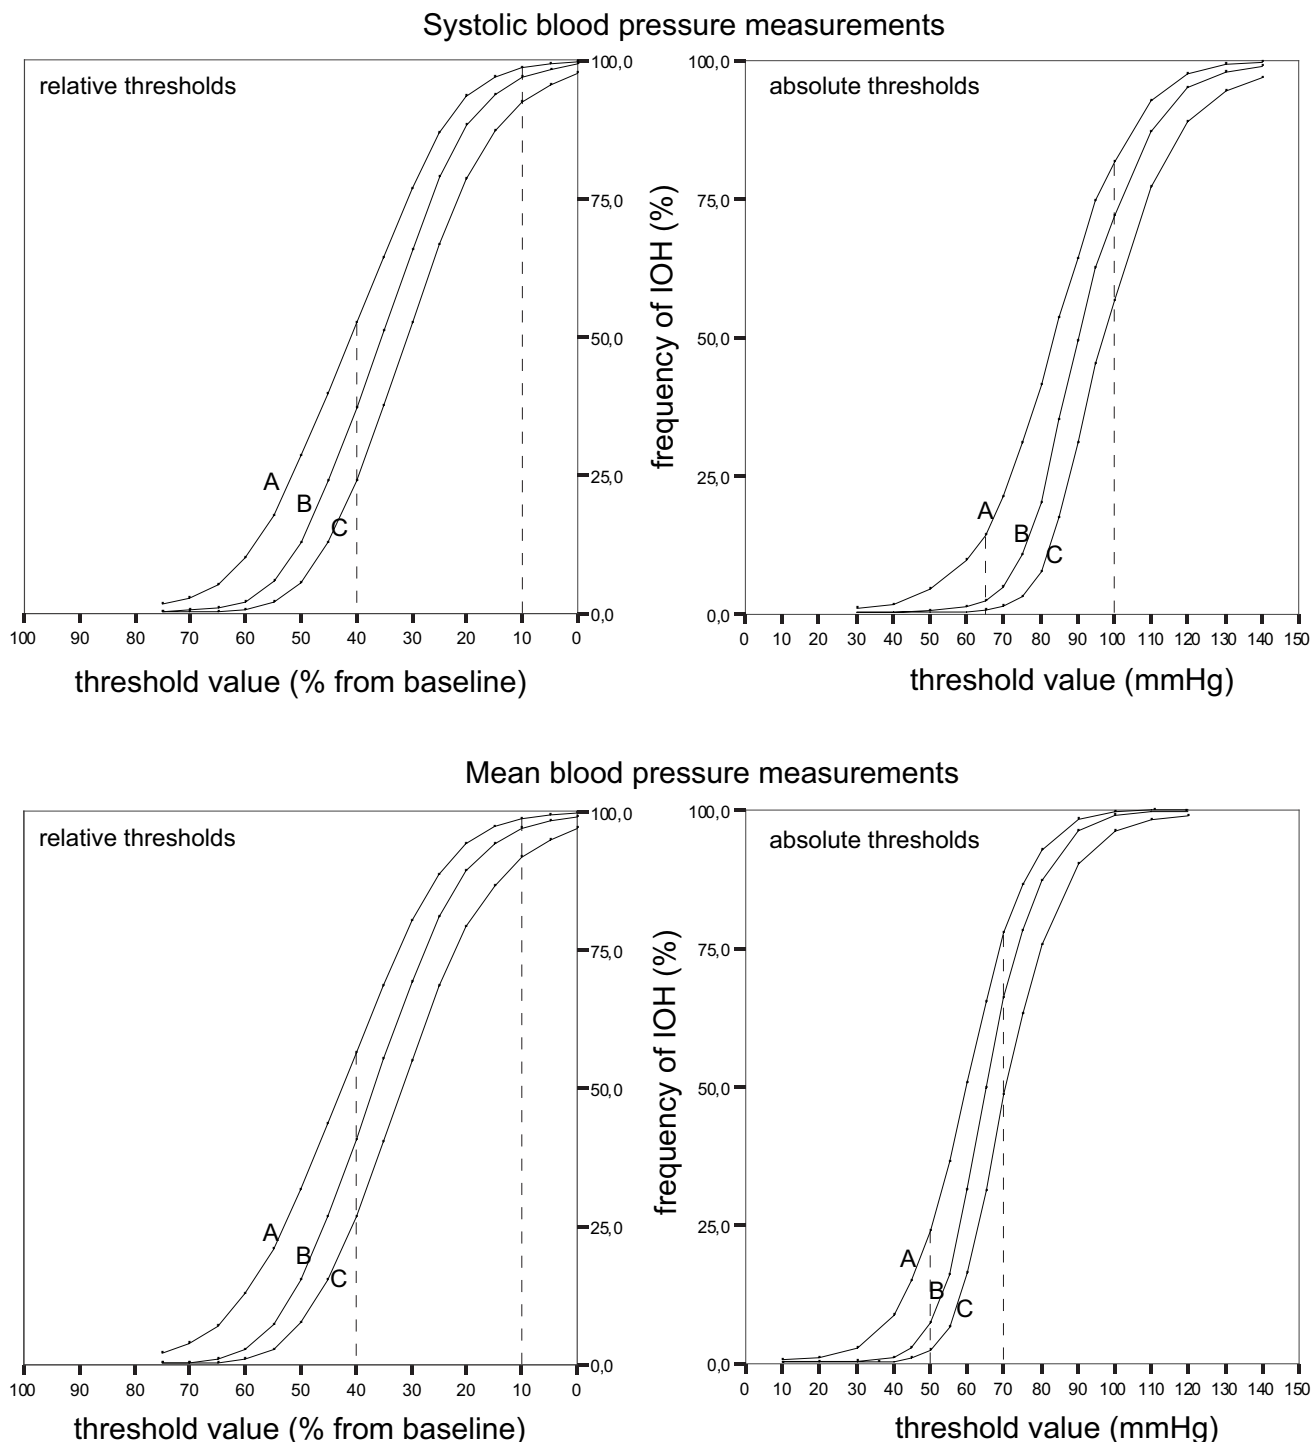 Systolic blood pressure measurements
relative thresholds
100,0
75,0
50,0
25,0
0,0
A
B
C
100 90 80 70 60 50 40 30 20 10 0
threshold value (% from baseline)
frequency of IOH (%)
absolute thresholds
100,0
75,0
50,0
25,0
0,0
A
B
C
0 10 20 30 40 50 60 70 80 90 100 110 120 130 140 150
threshold value (mmHg)
Mean blood pressure measurements
relative thresholds
100,0
75,0
50,0
25,0
0,0
A
B
C
100 90 80 70 60 50 40 30 20 10 0
threshold value (% from baseline)
frequency of IOH (%)
absolute thresholds
100,0
75,0
50,0
25,0
0,0
A
B
C
0 10 20 30 40 50 60 70 80 90 100 110 120 130 140 150
threshold value (mmHg)